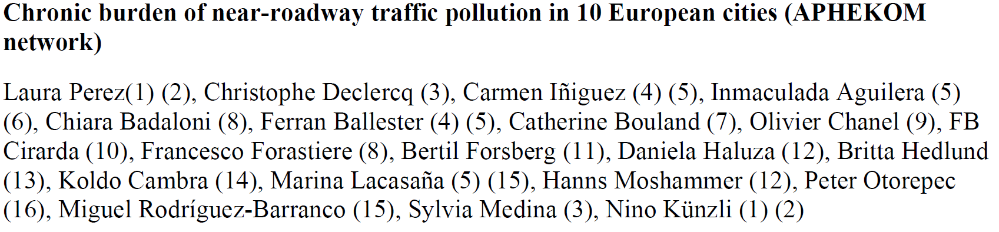 Chronic burden of near-roadway traffic pollution in 10 European cities (APHEKOM
network)
Laura Perez(1) (2), Christophe Declercq (3), Carmen Iñiguez (4) (5), Inmaculada Aguilera (5)
(6), Chiara Badaloni (8), Ferran Ballester (4) (5), Catherine Bouland (7), Olivier Chanel (9), FB
Cirarda (10), Francesco Forastiere (8), Bertil Forsberg (11), Daniela Haluza (12), Britta Hedlund
(13), Koldo Cambra (14), Marina Lacasaña (5) (15), Hanns Moshammer (12), Peter Otorepec
(16), Miguel Rodríguez-Barranco (15), Sylvia Medina (3), Nino Künzli (1) (2)